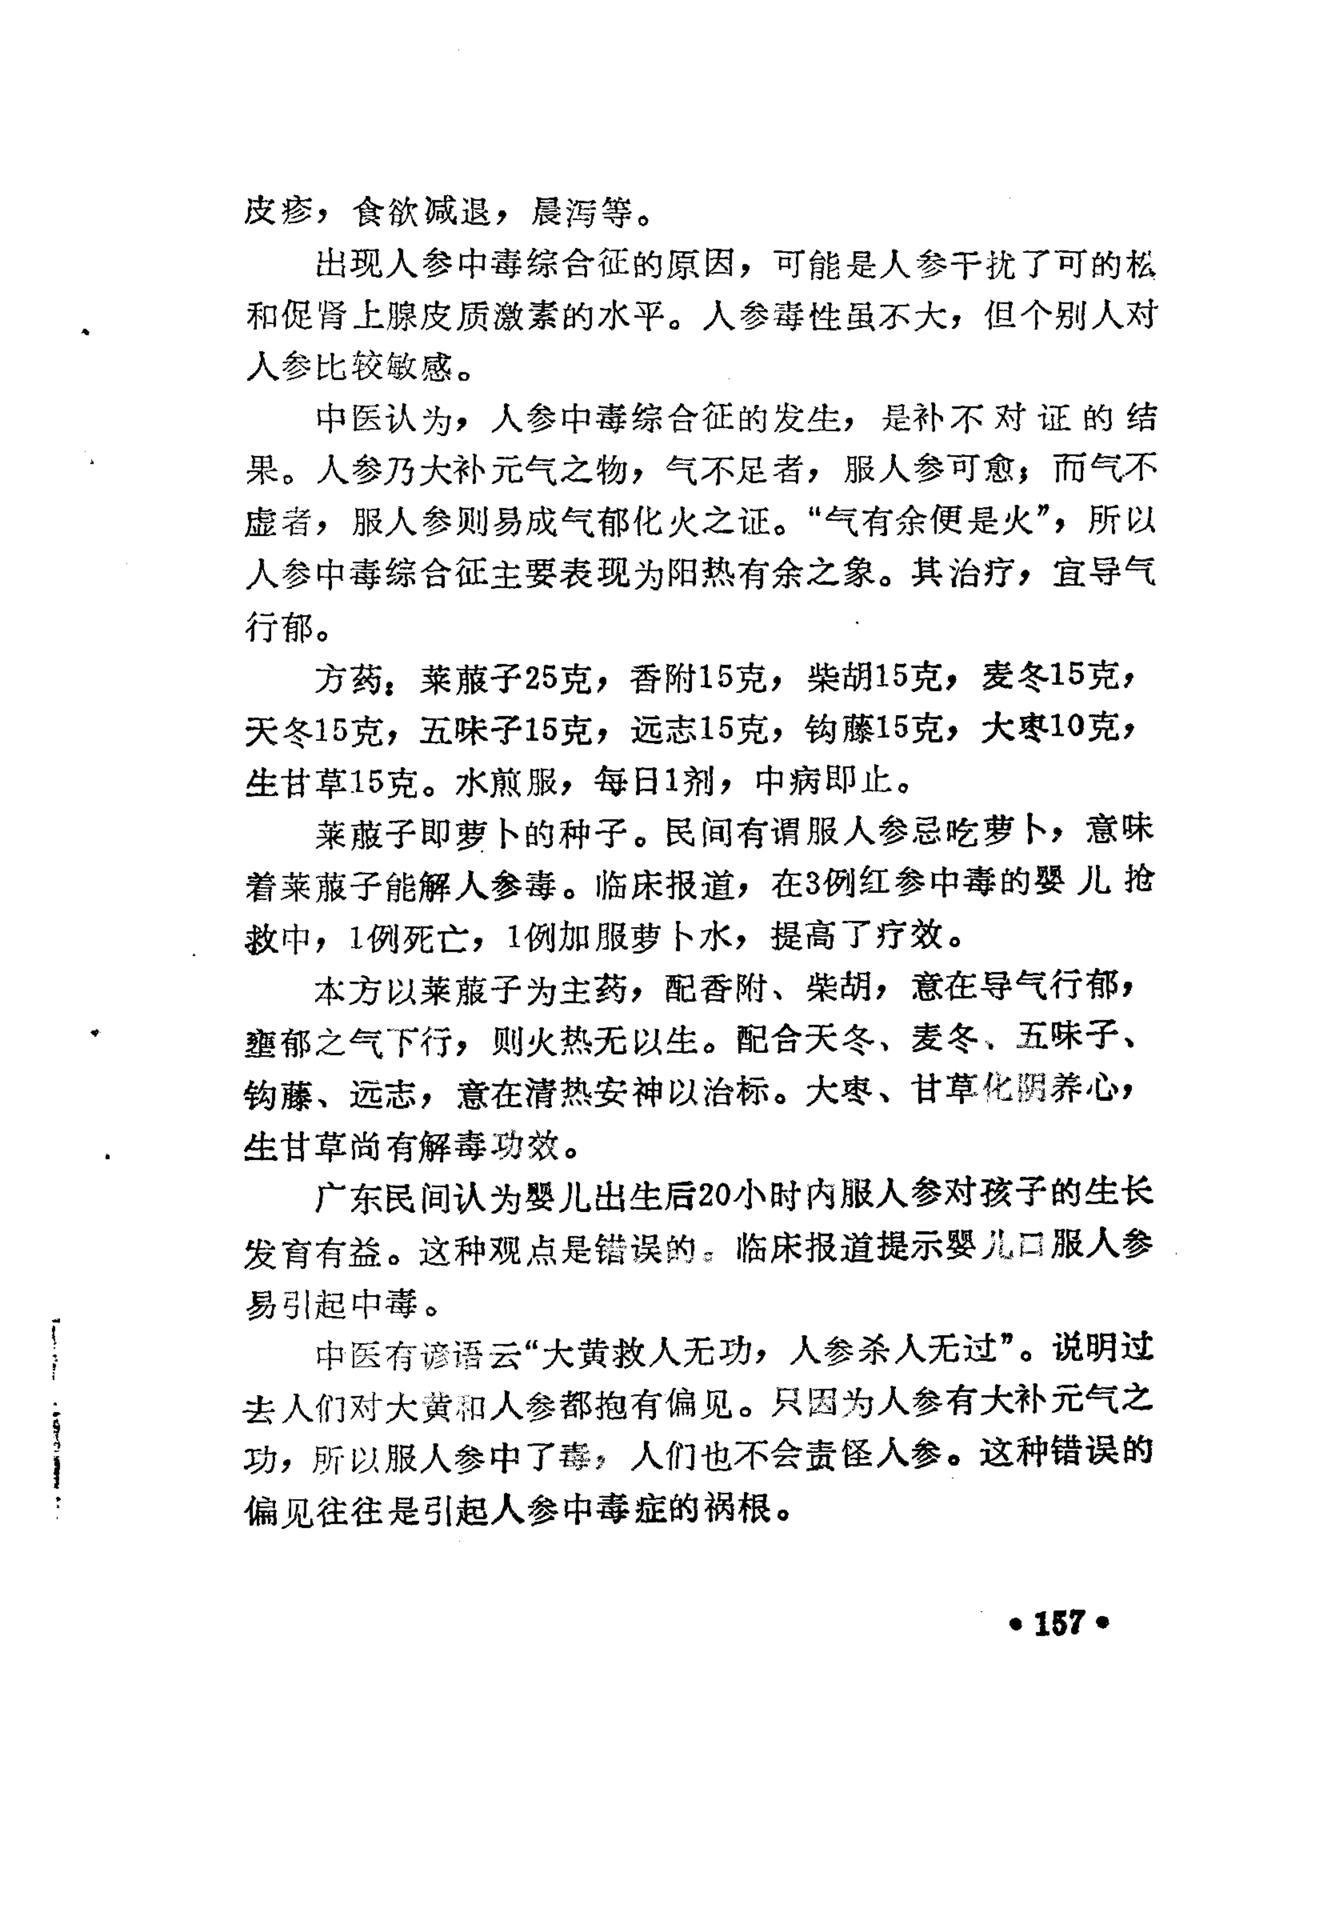 皮疹，食欲减退，晨泻等。
出现人参中毒综合征的原因，可能是人参干扰了可的松
和促肾上腺皮质激素的水平。人参毒性虽不大，但个别人对
人参比较敏感。
中医认为，人参中毒综合征的发生，是补不对证的结
果。人参乃大补元气之物，气不足者，服人参可愈；而气不
虚者，服人参则易成气郁化火之证。“气有余便是火”，所以
人参中毒综合征主要表现为阳热有余之象。其治疗，宜导气
行郁。
方药：莱菔子25克，香附15克，柴胡15克，麦冬15克，
天冬15克，五味子15克，远志15克，钩藤15克，大枣10克，
生甘草15克。水煎服，每日1剂，中病即止。
莱菔子即萝卜的种子。民间有谓服人参忌吃萝卜，意味
着莱菔子能解人参毒。临床报道，在3例红参中毒的婴儿抢
救中，1例死亡，1例加服萝卜水，提高了疗效。
本方以莱菔子为主药，配香附、柴胡，意在导气行郁，
壅郁之气下行，则火热无以生。配合天冬、麦冬、五味子、
钩藤、远志，意在清热安神以治标。大枣、甘草化阴养心，
生甘草尚有解毒功效。
广东民间认为婴儿出生后20小时内服人参对孩子的生长
发育有益。这种观点是错误的。临床报道提示婴儿口服人参
易引起中毒。
中医有谚语云“大黄救人无功，人参杀人无过”。说明过
去人们对大黄和人参都抱有偏见。只因为人参有大补元气之
功，所以服人参中了毒，人们也不会责怪人参。这种错误的
偏见往往是引起人参中毒症的祸根。
•157•